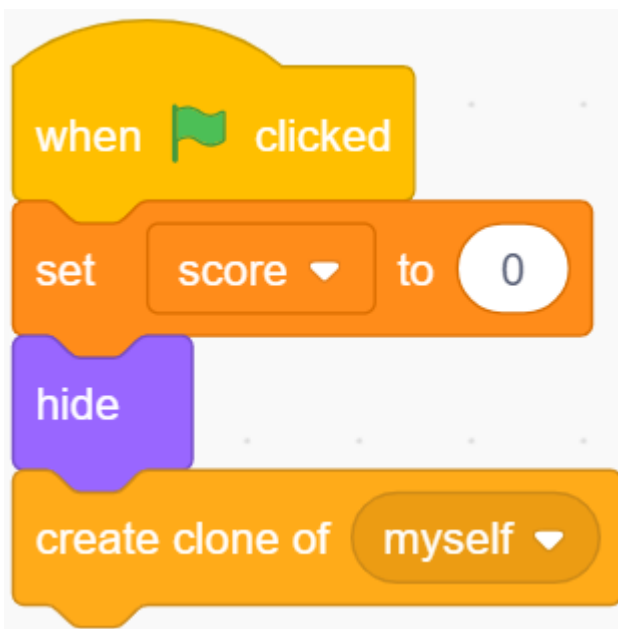 when clicked
set score to 0
hide
create clone of myself